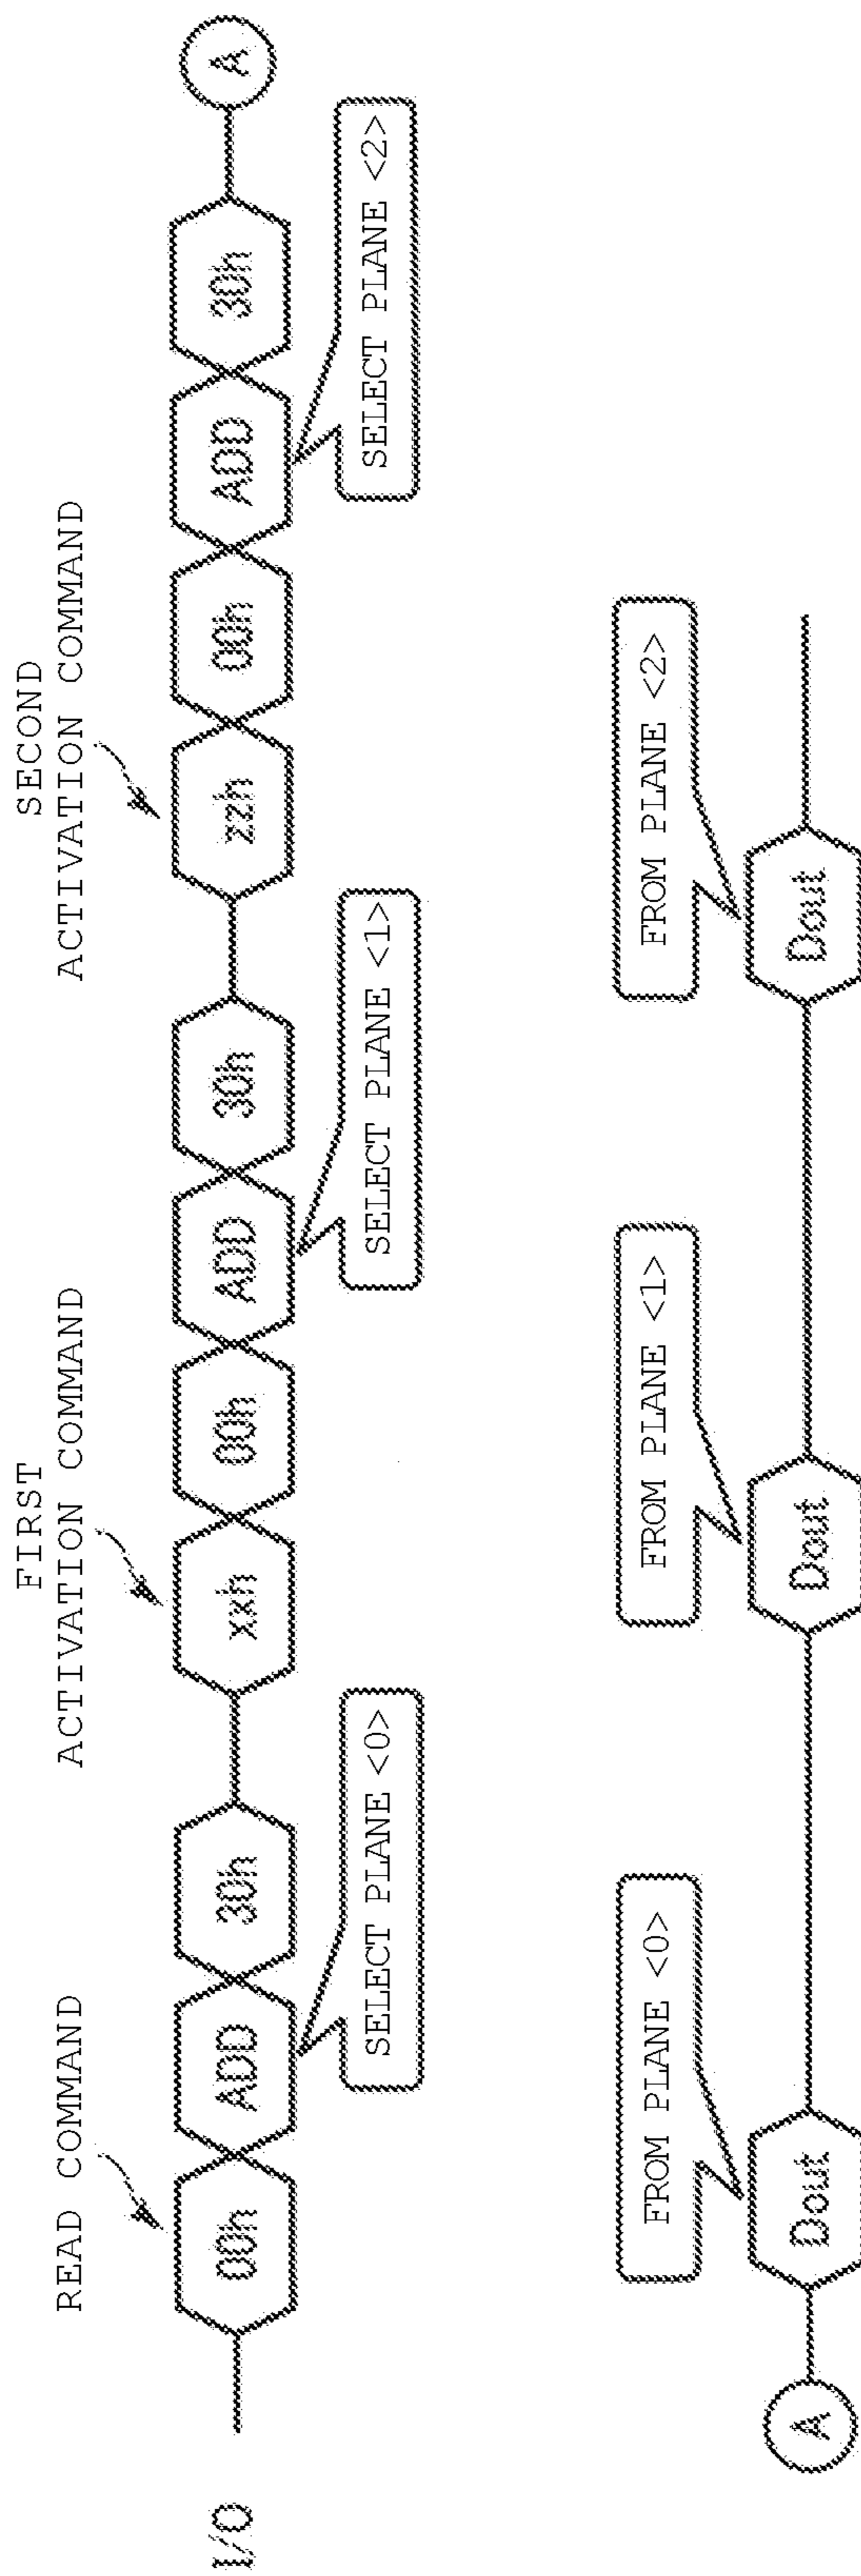 READ COMMAND
FIRST
ACTIVATION COMMAND
SECOND
ACTIVATION COMMAND
I/O
00h
ADD
30h
xxh
00h
ADD
30h
zzh
00h
ADD
30h
A
SELECT PLANE <0>
SELECT PLANE <1>
SELECT PLANE <2>
FROM PLANE <0>
FROM PLANE <1>
FROM PLANE <2>
A
Dout
Dout
Dout